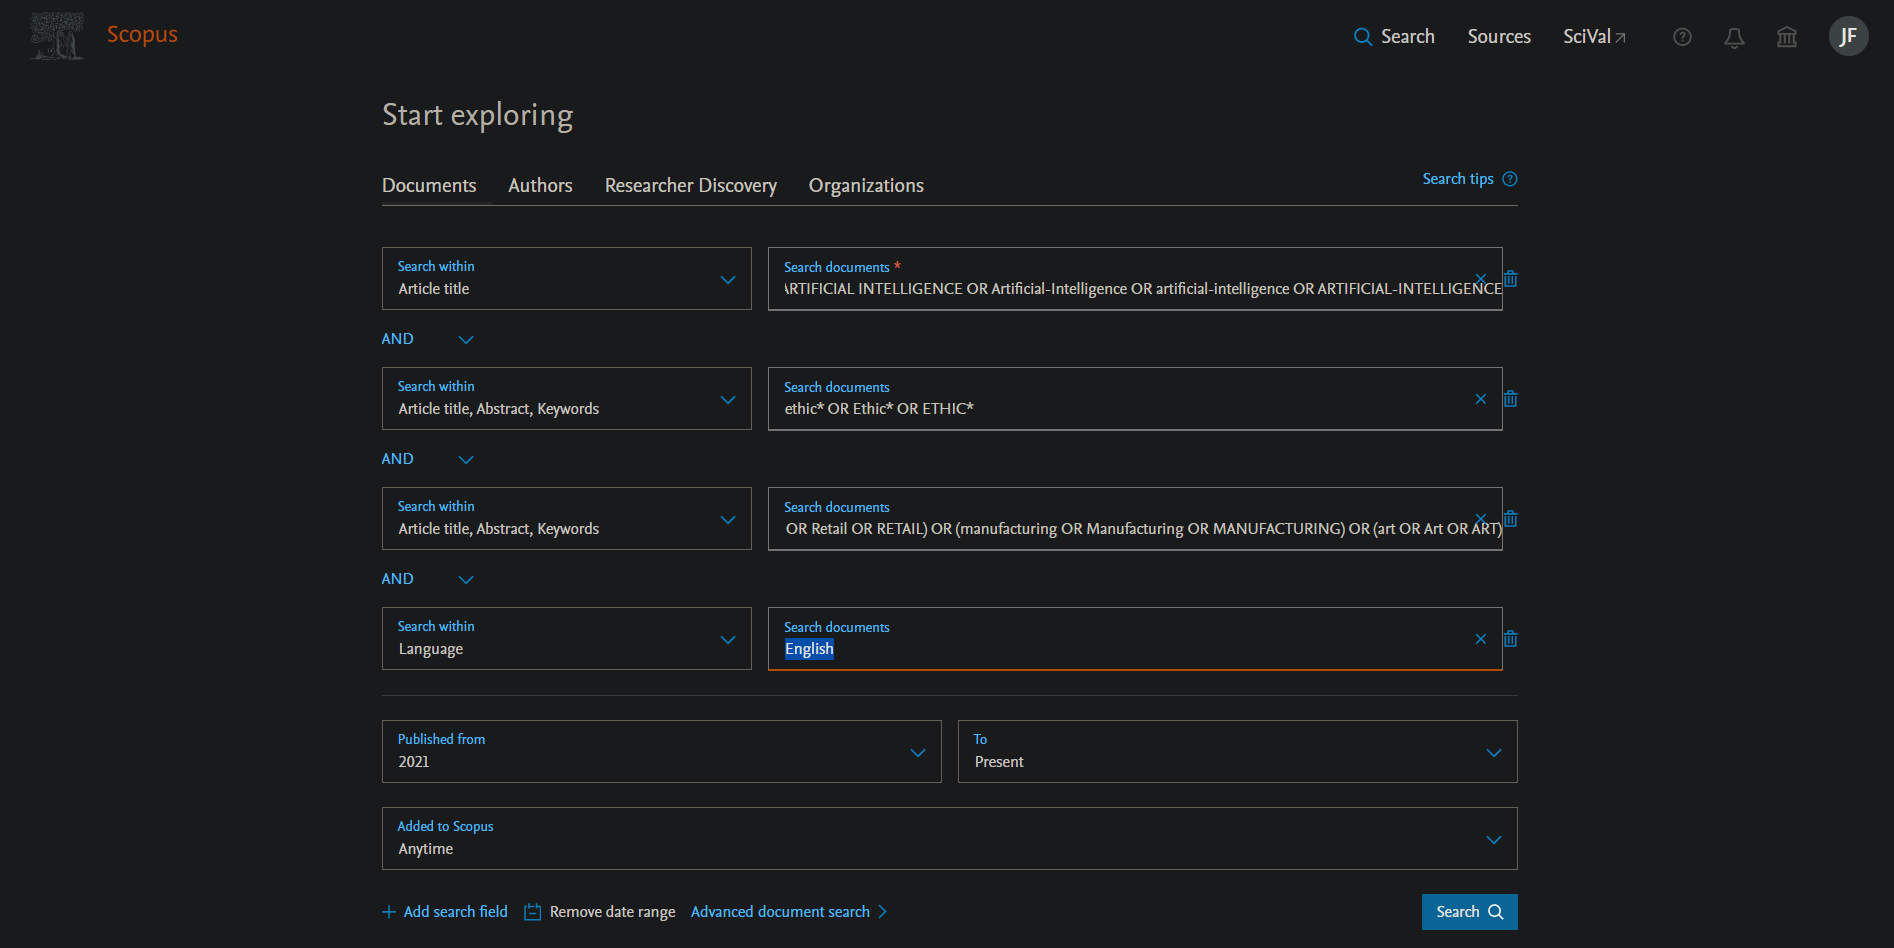 Scopus
Search Sources SciVal
JF
Start exploring
Documents Authors Researcher Discovery Organizations
Search tips
Search within
Article title
Search documents *
ARTIFICIAL INTELLIGENCE OR Artificial-Intelligence OR artificial-intelligence OR ARTIFICIAL-INTELLIGENCE
AND
Search within
Article title, Abstract, Keywords
Search documents
ethic* OR Ethic* OR ETHIC*
AND
Search within
Article title, Abstract, Keywords
Search documents
OR Retail OR RETAIL) OR (manufacturing OR Manufacturing OR MANUFACTURING) OR (art OR Art OR ART)
AND
Search within
Language
Search documents
English
Published from
2021
To
Present
Added to Scopus
Anytime
+ Add search field Remove date range Advanced document search
Search